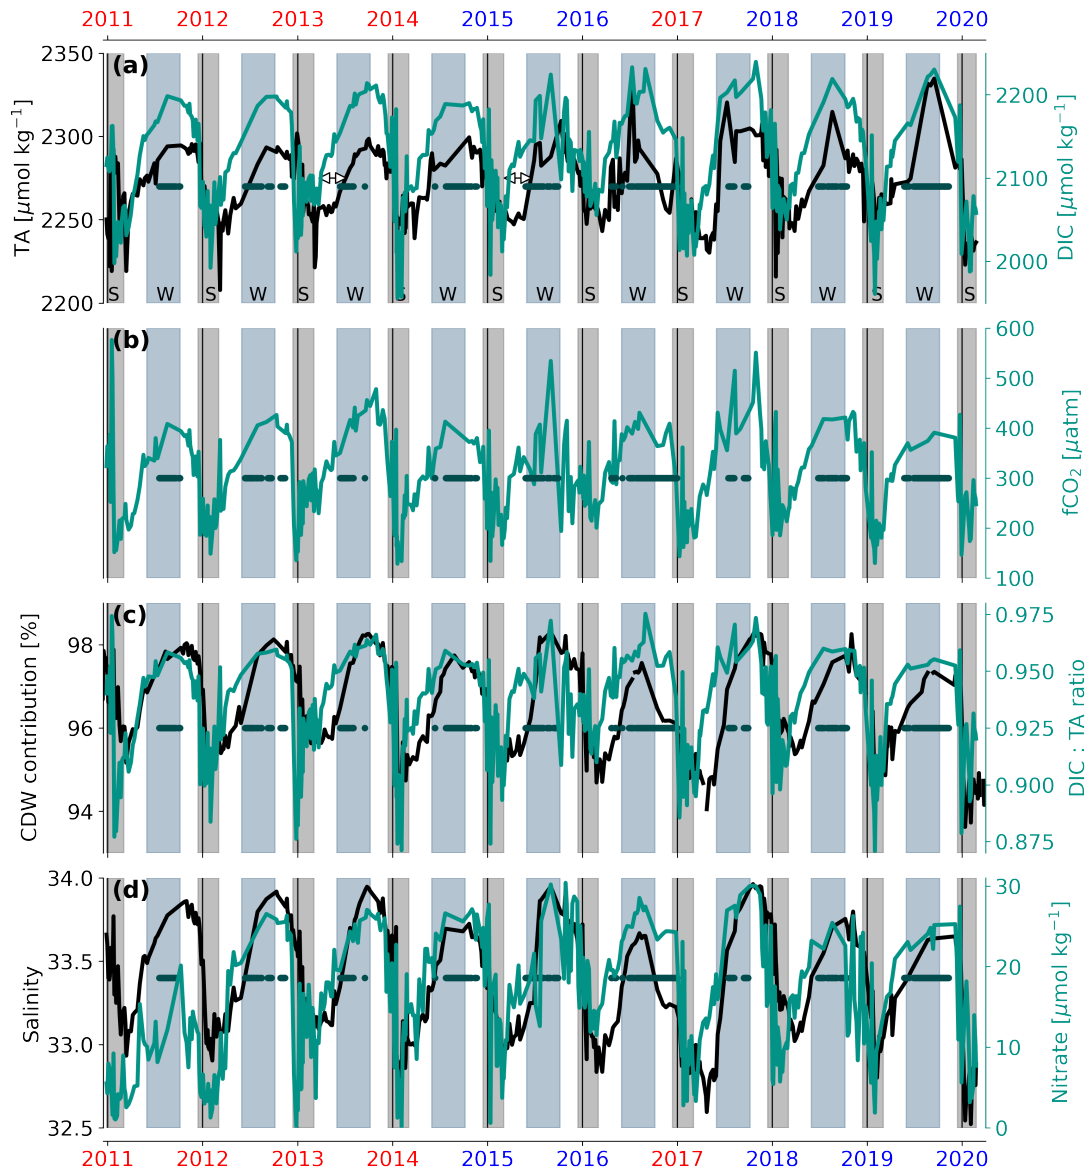 2011 2012 2013 2014 2015 2016 2017 2018 2019 2020
(a)
TA [μmol kg⁻¹]
2350
2300
2250
2200
DIC [μmol kg⁻¹]
2200
2100
2000
S W S W S W S W S W S W S W S W S W S
(b)
fCO₂ [μatm]
600
500
400
300
200
100
(c)
CDW contribution [%]
98
96
94
DIC : TA ratio
0.975
0.950
0.925
0.900
0.875
(d)
Salinity
34.0
33.5
33.0
32.5
Nitrate [μmol kg⁻¹]
30
20
10
0
2011 2012 2013 2014 2015 2016 2017 2018 2019 2020